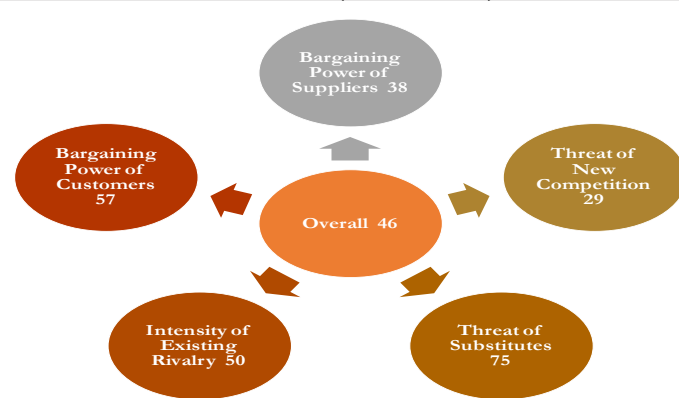 Bargaining
Power of
Suppliers 38
Bargaining
Power of
Customers
57
Threat of
New
Competition
29
Overall 46
Intensity of
Existing
Rivalry 50
Threat of
Substitutes
75